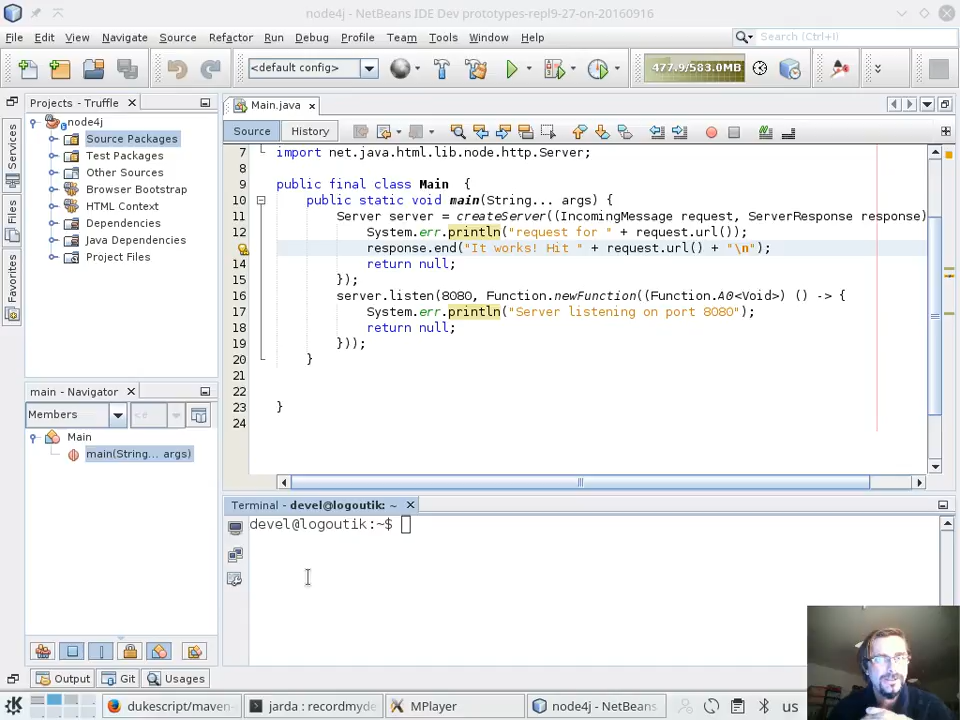 node4j - NetBeans IDE Dev prototypes-repl9-27-on-20160916
File Edit View Navigate Source Refactor Run Debug Profile Team Tools Window Help
Search (Ctrl+I)
<default config>
477.9/583.0MB
Projects - Truffle
Main.java
node4j
Source Packages
Test Packages
Other Sources
Browser Bootstrap
HTML Context
Dependencies
Java Dependencies
Project Files
Services
Files
Favorites
Source History
7 import net.java.html.lib.node.http.Server;
8
9 public final class Main {
10 public static void main(String... args) {
11 Server server = createServer((IncomingMessage request, ServerResponse response)
12 System.err.println("request for " + request.url());
response.end("It works! Hit " + request.url() + "\n");
14 return null;
15 });
16 server.listen(8080, Function.newFunction((Function.A0<Void>) () -> {
17 System.err.println("Server listening on port 8080");
18 return null;
19 }));
20 }
21
22
23 }
24
main - Navigator
Members
Main
main(String... args)
Terminal - devel@logoutik: ~
devel@logoutik:~$
Output
Git
Usages
dukescript/maven-
jarda : recordmyde
MPlayer
node4j - NetBeans
us